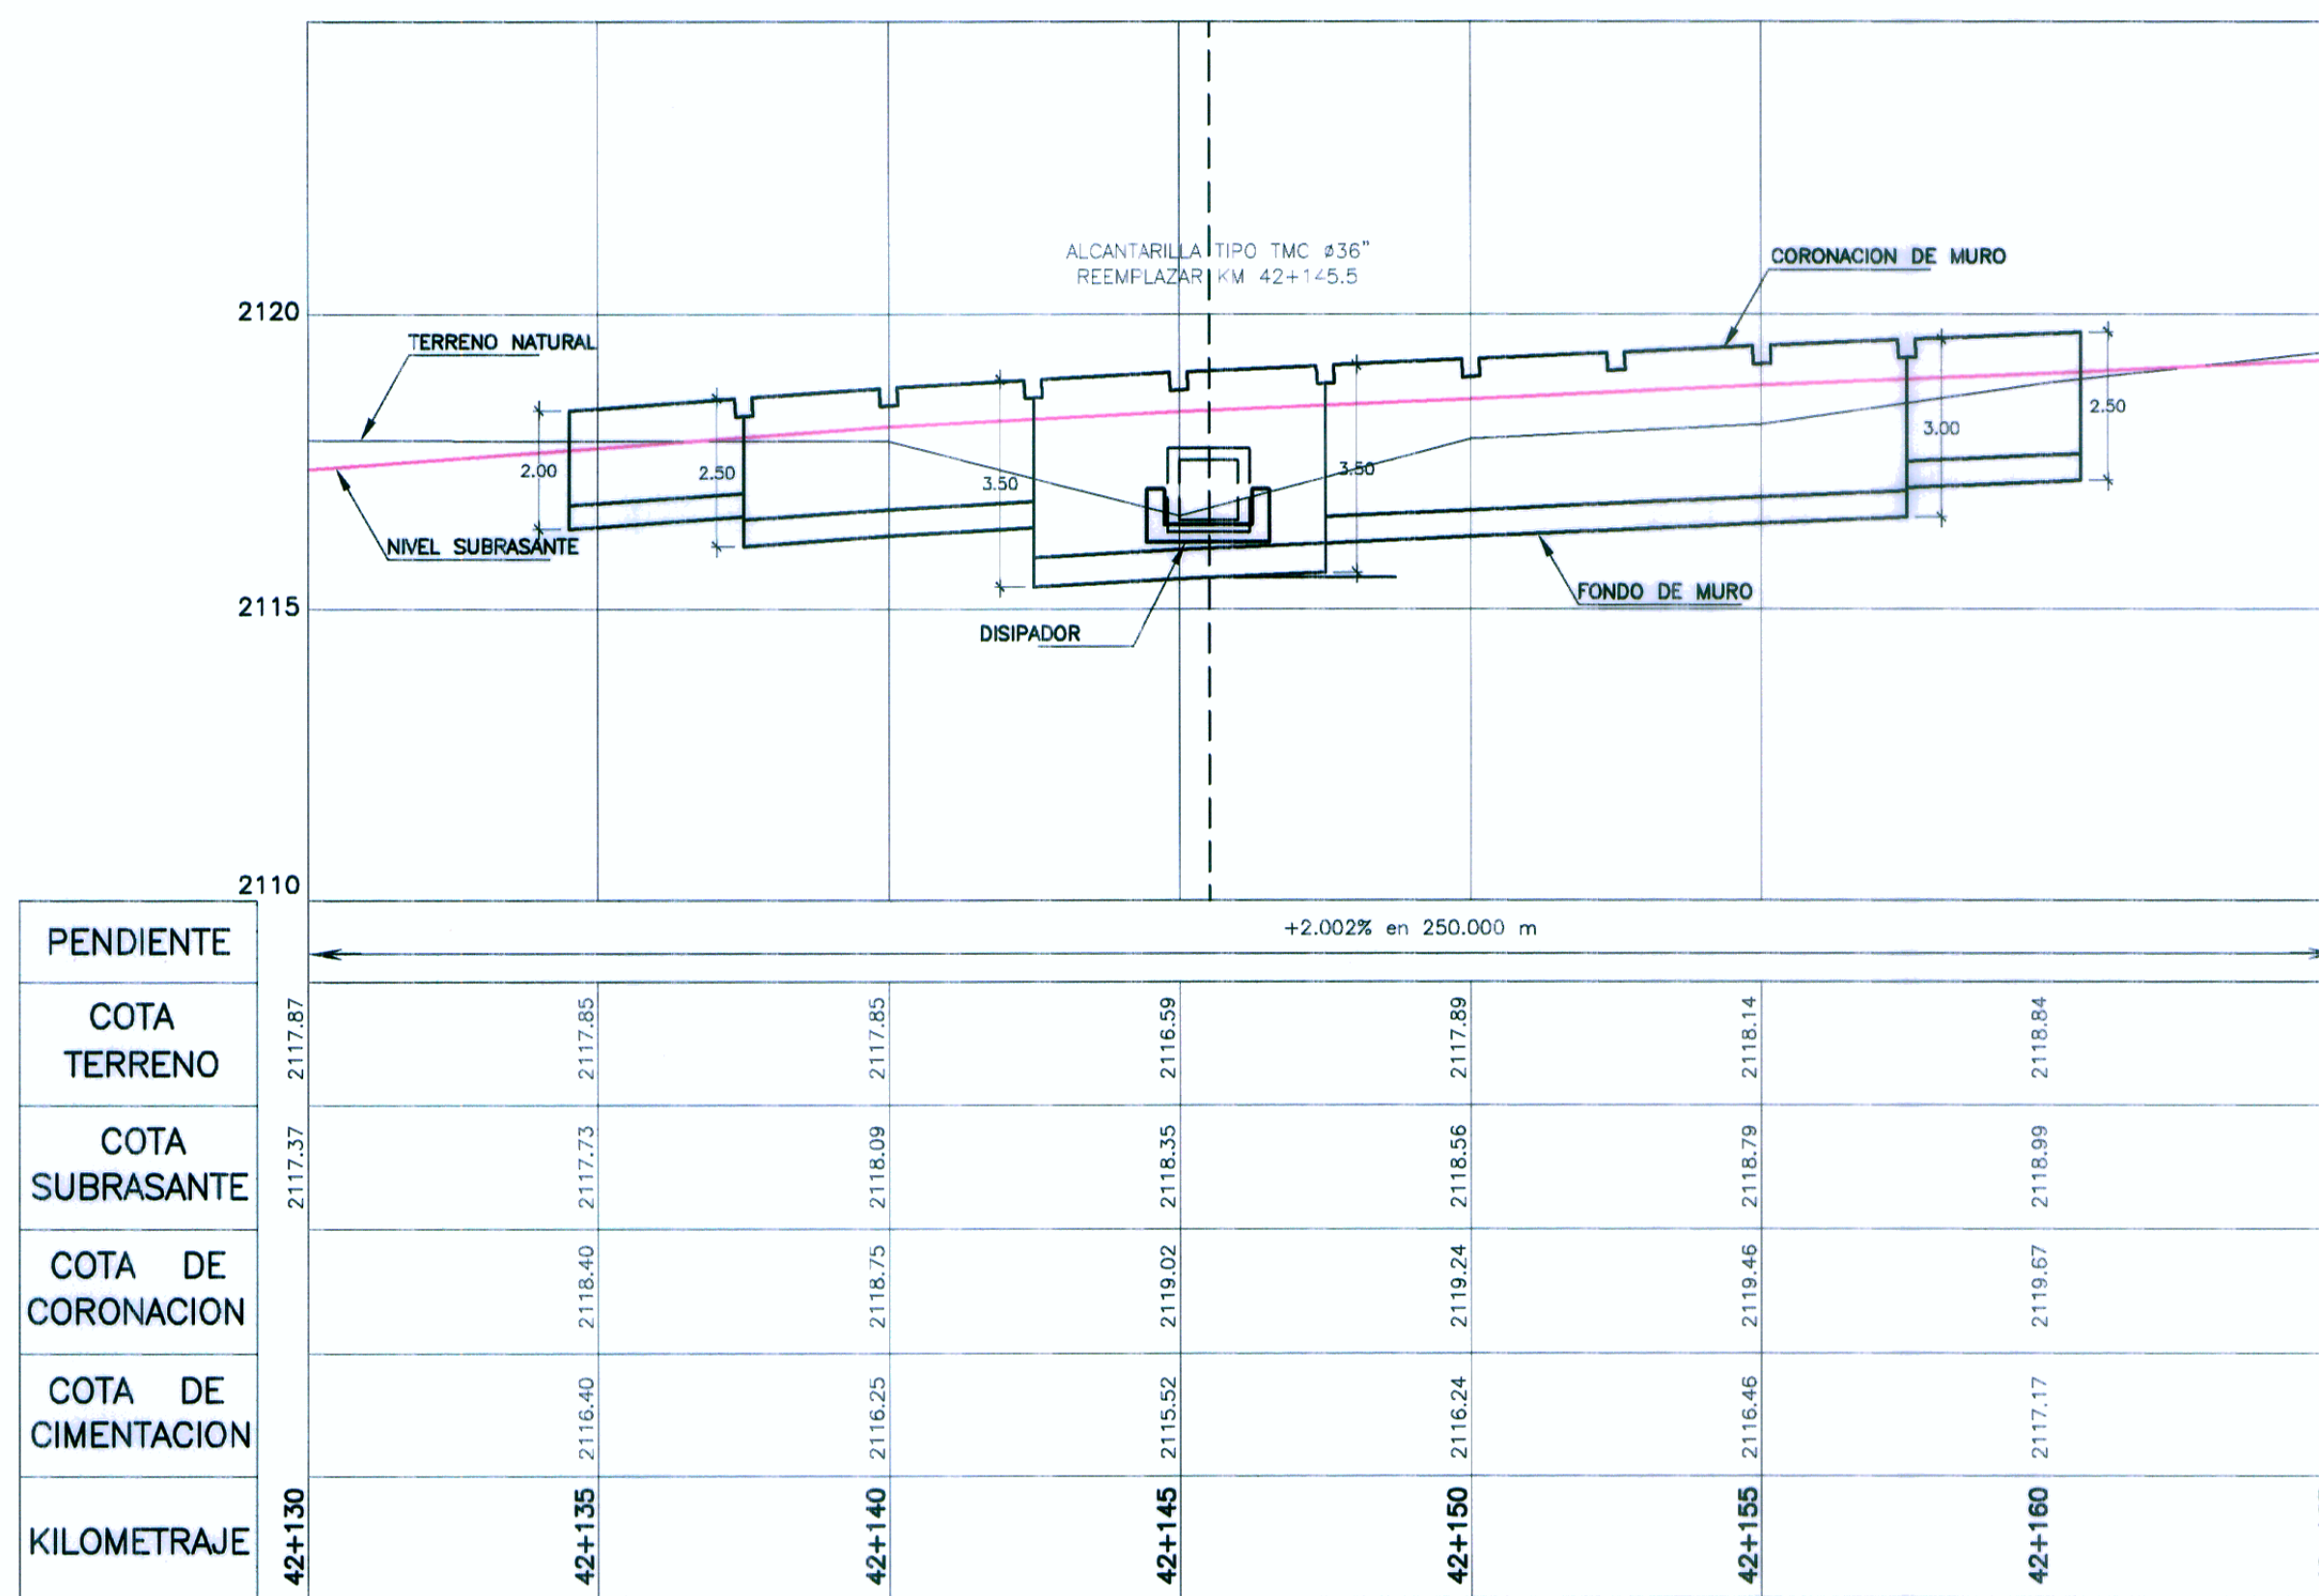 ALCANTARILLA TIPO TMC ø36"
REEMPLAZAR KM 42+145.5
CORONACION DE MURO
2120
TERRENO NATURAL
2.00
2.50
3.50
3.50
3.00
2.50
NIVEL SUBRASANTE
FONDO DE MURO
2115
DISIPADOR
2110
PENDIENTE
+2.002% en 250.000 m
COTA
TERRENO
2117.87
2117.85
2117.85
2116.59
2117.89
2118.14
2118.84
COTA
SUBRASANTE
2117.37
2117.73
2118.09
2118.35
2118.56
2118.79
2118.99
COTA DE
CORONACION
2118.40
2118.75
2119.02
2119.24
2119.46
2119.67
COTA DE
CIMENTACION
2116.40
2116.25
2115.52
2116.24
2116.46
2117.17
KILOMETRAJE
42+130
42+135
42+140
42+145
42+150
42+155
42+160